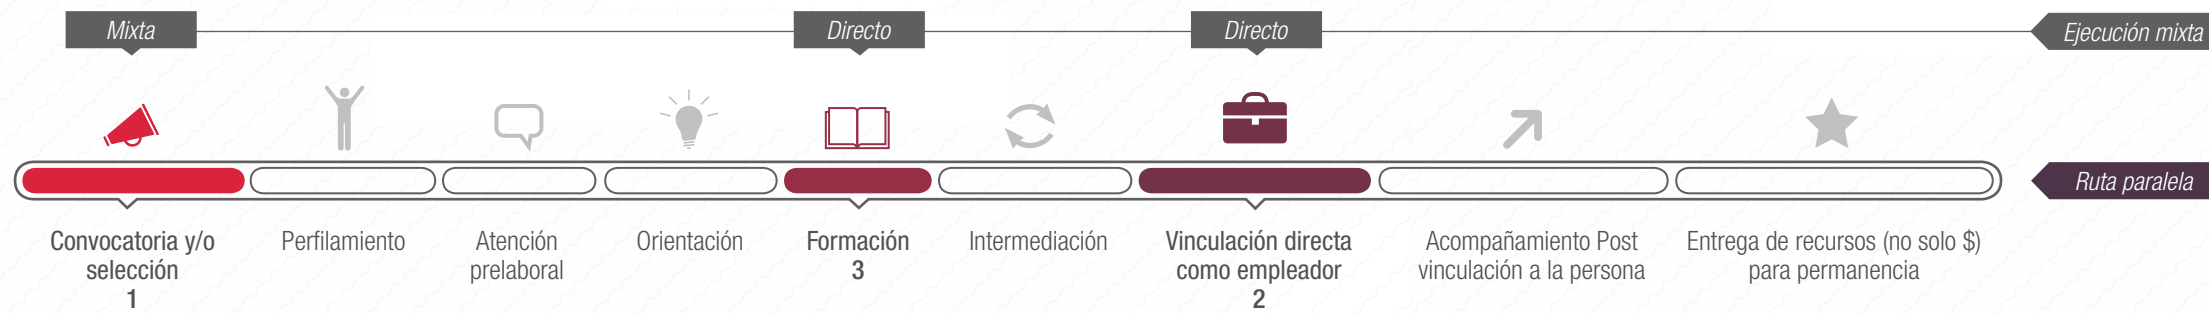 Mixta
Directo
Directo
Ejecución mixta
Ruta paralela
Convocatoria y/o
selección
1
Perfilamiento
Atención
prelaboral
Orientación
Formación
3
Intermediación
Vinculación directa
como empleador
2
Acompañamiento Post
vinculación a la persona
Entrega de recursos (no solo $)
para permanencia